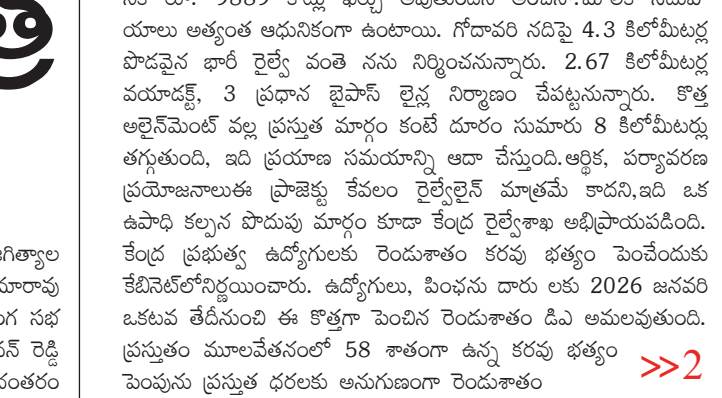 యాలు అత్యంత ఆధునికంగా ఉంటాయి. గోదావరి నదిపై 4.3 కిలోమీటర్ల
పొడవైన భారీ రైల్వే వంతె నను నిర్మించనున్నారు. 2.67 కిలోమీటర్ల
వయాడక్ట్, 3 ప్రధాన బైపాస్ లైన్ల నిర్మాణం చేపట్టనున్నారు. కొత్త
అలైన్‌మెంట్ వల్ల ప్రస్తుత మార్గం కంటే దూరం సుమారు 8 కిలోమీటర్లు
తగ్గుతుంది, ఇది ప్రయాణ సమయాన్ని ఆదా చేస్తుంది.ఆర్థిక, పర్యావరణ
ప్రయోజనాలుఈ ప్రాజెక్టు కేవలం రైల్వేలైన్ మాత్రమే కాదని,ఇది ఒక
ఉపాధి కల్పన పొదుపు మార్గం కూడా కేంద్ర రైల్వేశాఖ అభిప్రాయపడింది.
కేంద్ర ప్రభుత్వ ఉద్యోగులకు రెండుశాతం కరవు భత్యం పెంచేందుకు
కేబినెట్‌లోనిర్ణయించారు. ఉద్యోగులు, పింఛను దారు లకు 2026 జనవరి
ఒకటవ తేదీనుంచి ఈ కొత్తగా పెంచిన రెండుశాతం డిఎ అమలవుతుంది.
ప్రస్తుతం మూలవేతనంలో 58 శాతంగా ఉన్న కరవు భత్యం
పెంపును ప్రస్తుత ధరలకు అనుగుణంగా రెండుశాతం
>>2